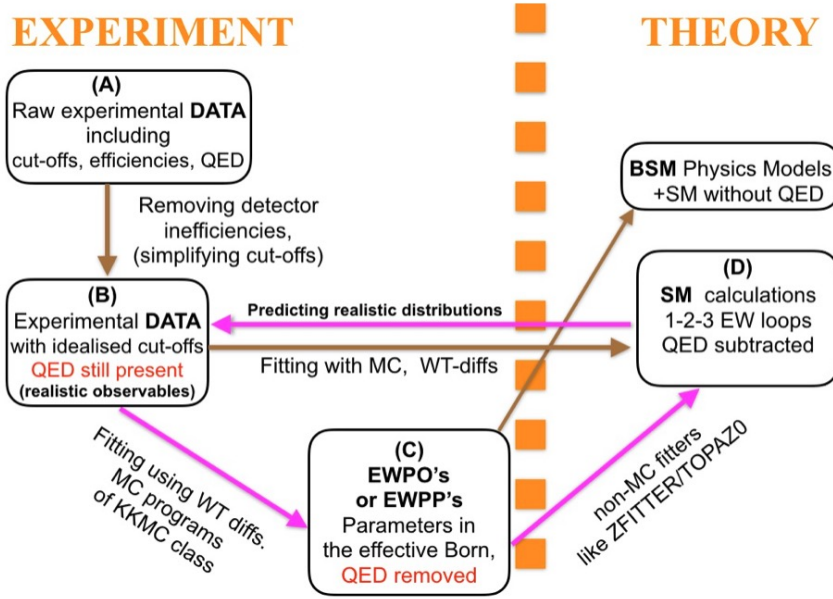 EXPERIMENT
THEORY
(A)
Raw experimental DATA
including
cut-offs, efficiencies, QED
Removing detector
inefficiencies,
(simplifying cut-offs)
BSM Physics Models
+SM without QED
(B)
Experimental DATA
with idealised cut-offs
QED still present
(realistic observables)
Predicting realistic distributions
Fitting with MC, WT-diffs
(D)
SM calculations
1-2-3 EW loops
QED subtracted
Fitting using WT diffs.
MC programs
of KKMC class
(C)
EWPO's
or EWPP's
Parameters in
the effective Born,
QED removed
non-MC fitters
like ZFITTER/TOPAZ0